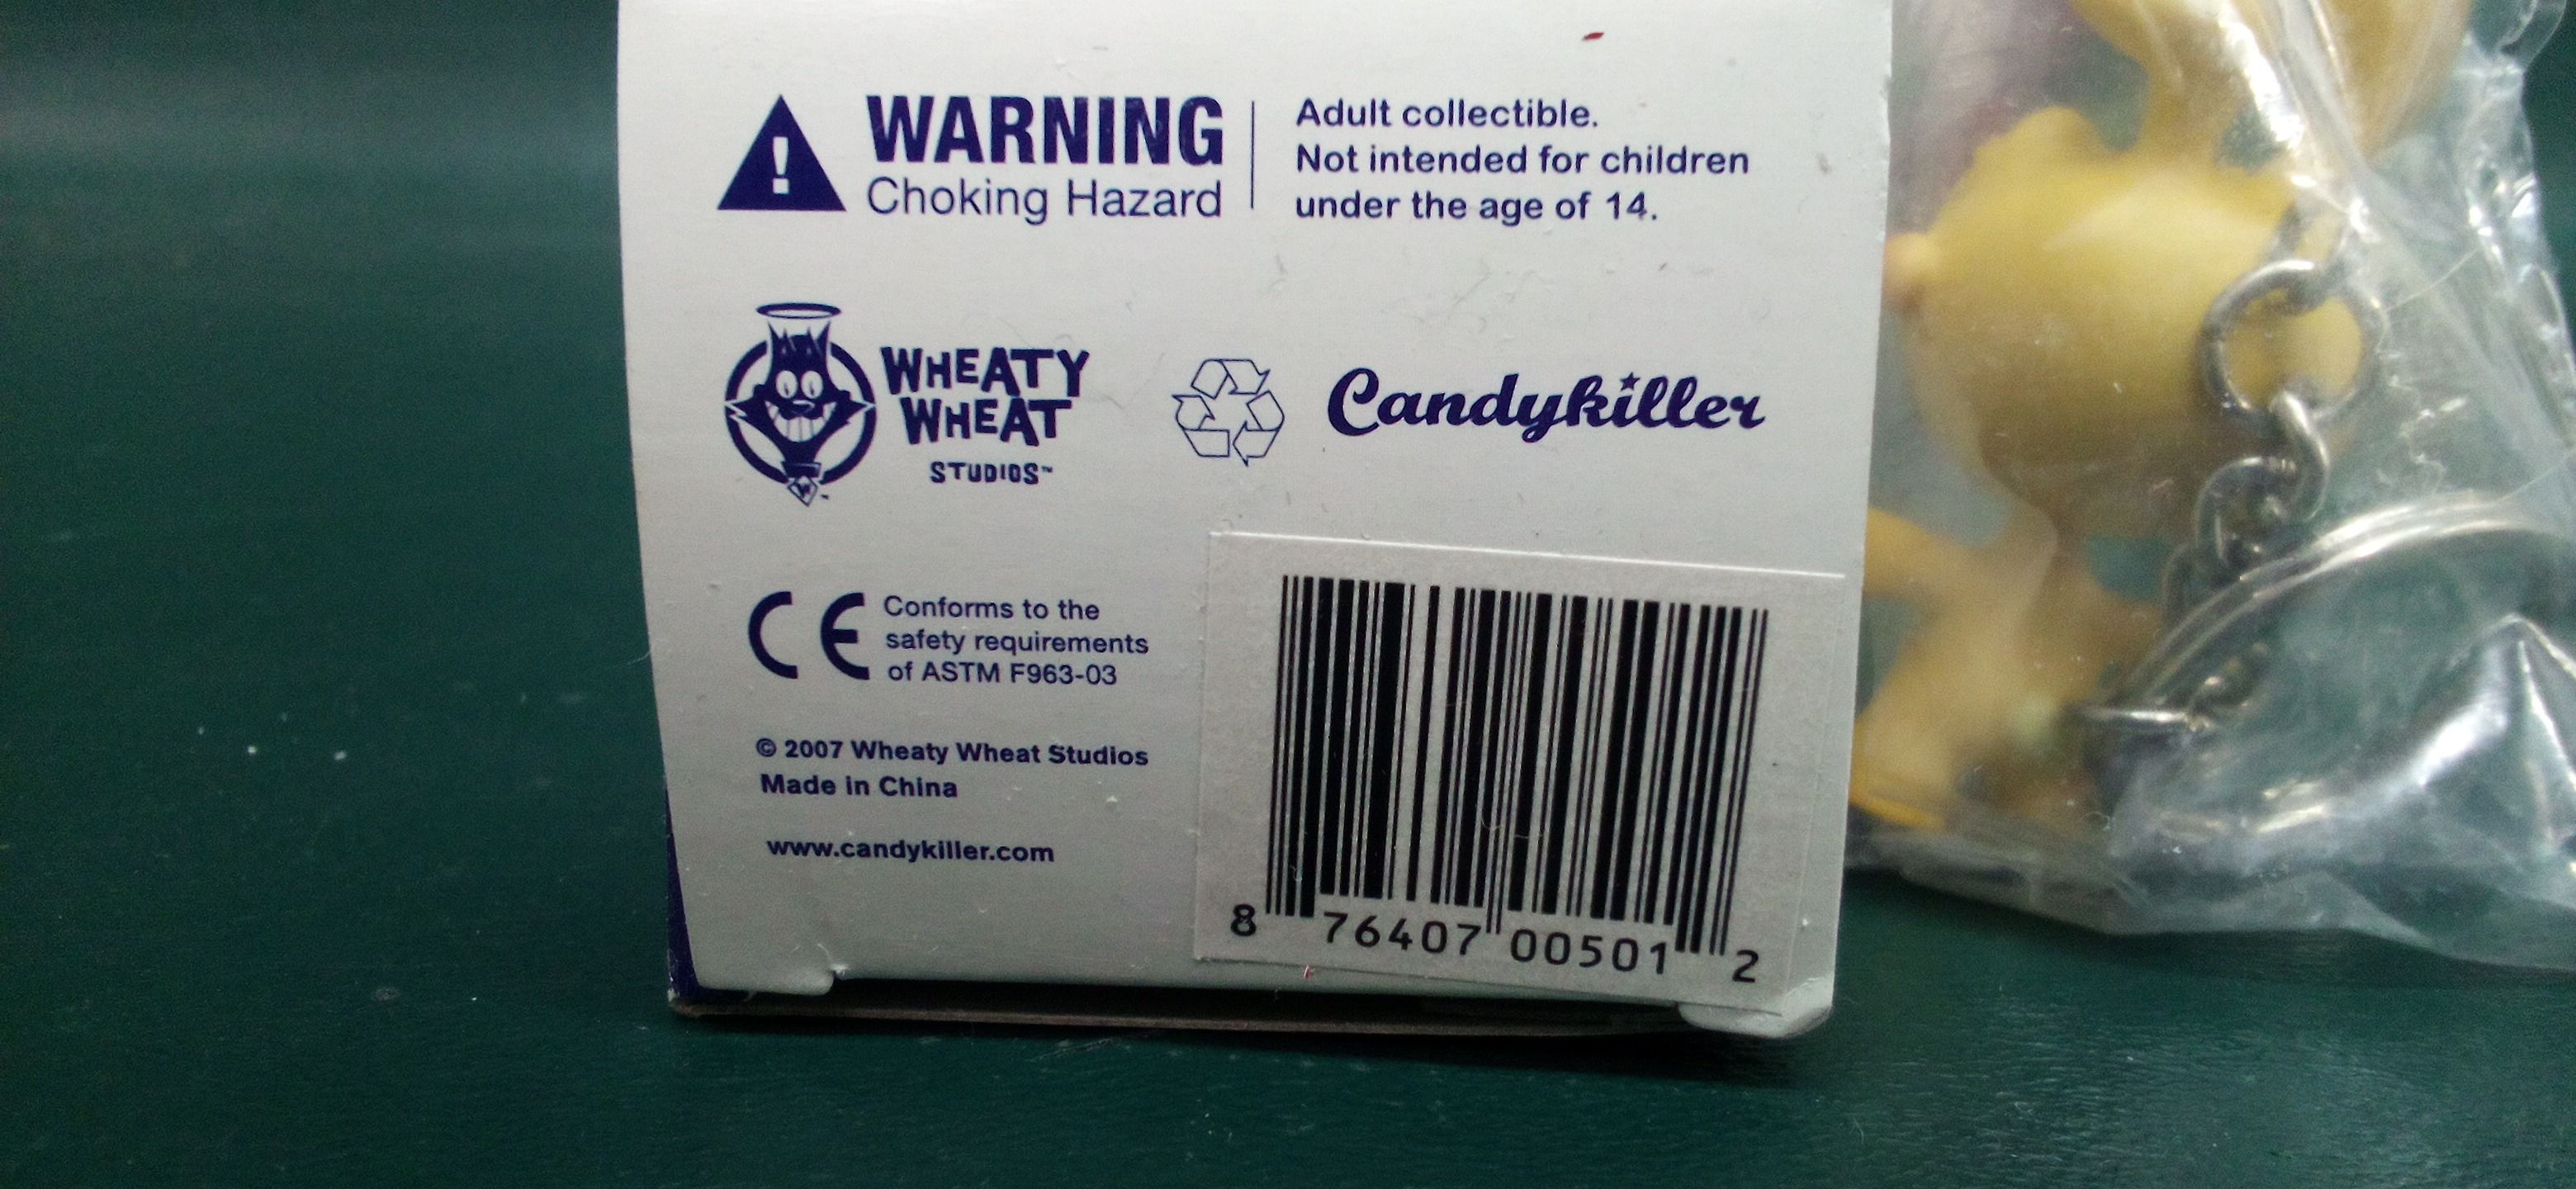 WARNING
Choking Hazard
Adult collectible.
Not intended for children
under the age of 14.
WHEATY
WHEAT
STUDIOS™
Candykiller
CE
Conforms to the
safety requirements
of ASTM F963-03
© 2007 Wheaty Wheat Studios
Made in China
www.candykiller.com
8 76407 00501 2